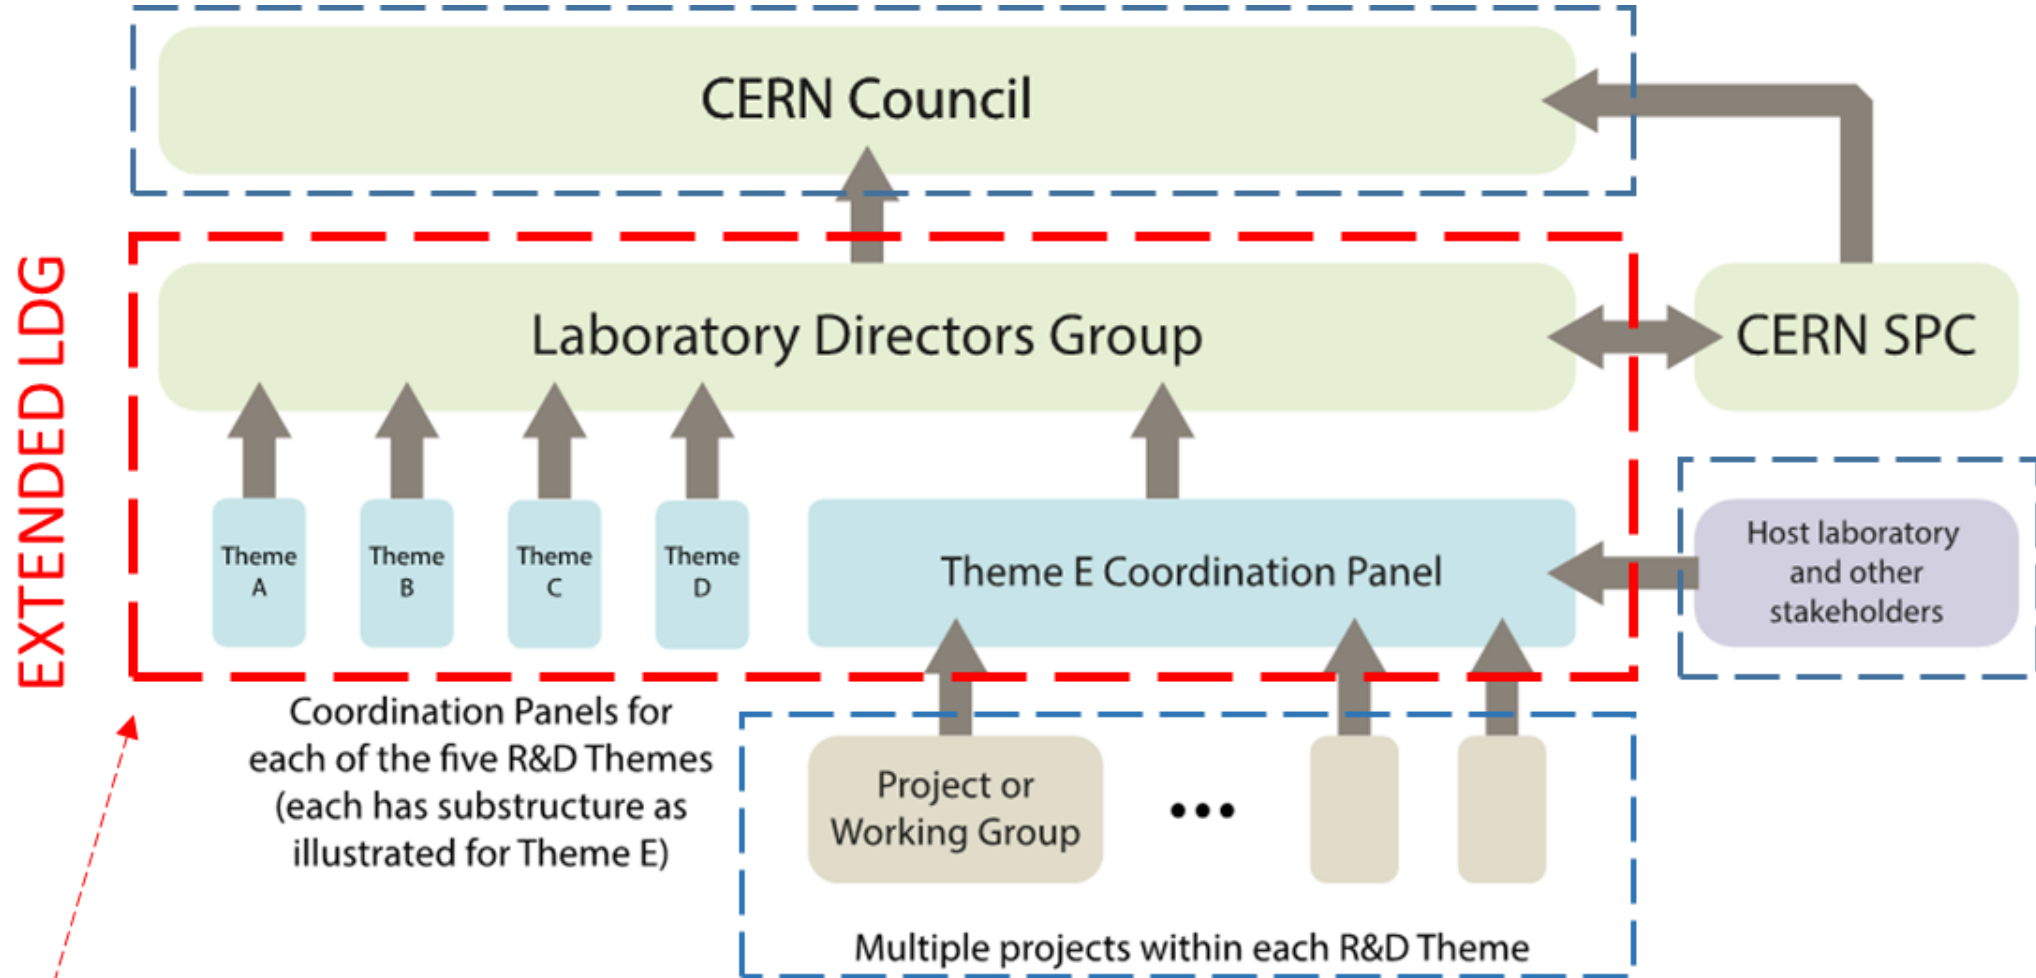 CERN Council
EXTENDED LDG
Laboratory Directors Group
CERN SPC
Theme
A
Theme
B
Theme
C
Theme
D
Theme E Coordination Panel
Host laboratory
and other
stakeholders
Coordination Panels for
each of the five R&D Themes
(each has substructure as
illustrated for Theme E)
Project or
Working Group
•••
Multiple projects within each R&D Theme